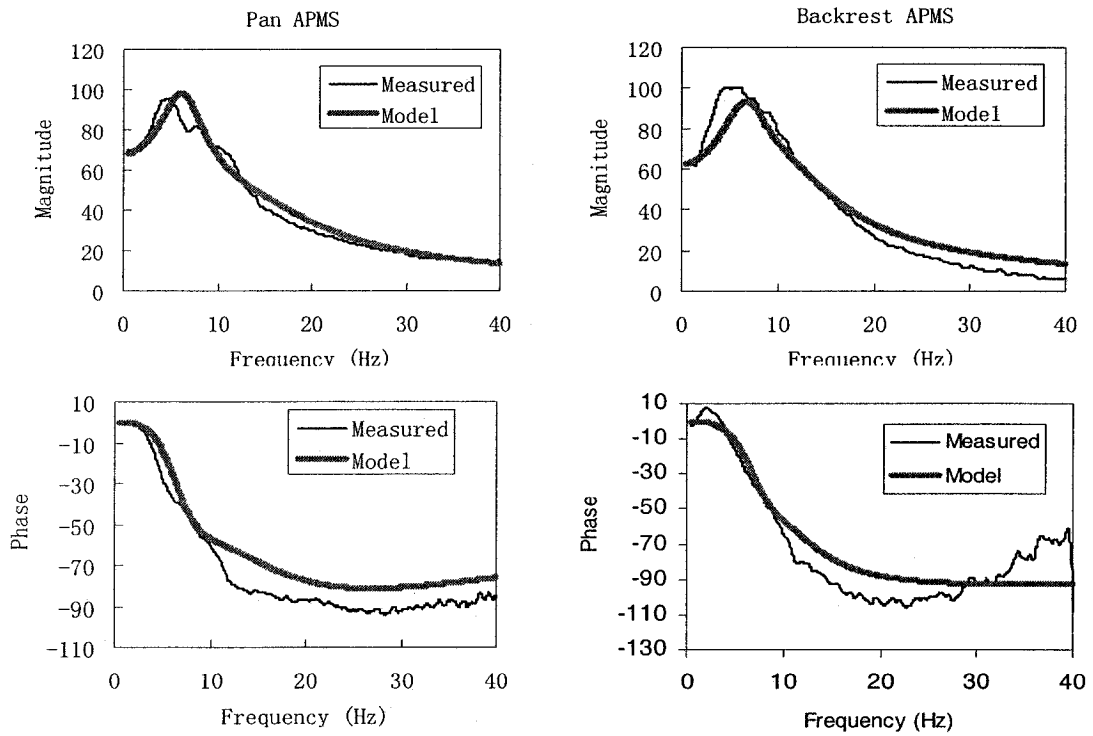 Pan APMS
Backrest APMS
120
100
80
60
40
20
0
Magnitude
Measured
Model
0 10 20 30 40
Frequency (Hz)
120
100
80
60
40
20
0
Magnitude
Measured
Model
0 10 20 30 40
Frequency (Hz)
10
-10
-30
-50
-70
-90
-110
Phase
Measured
Model
0 10 20 30 40
Frequency (Hz)
10
-10
-30
-50
-70
-90
-110
-130
Phase
Measured
Model
0 10 20 30 40
Frequency (Hz)